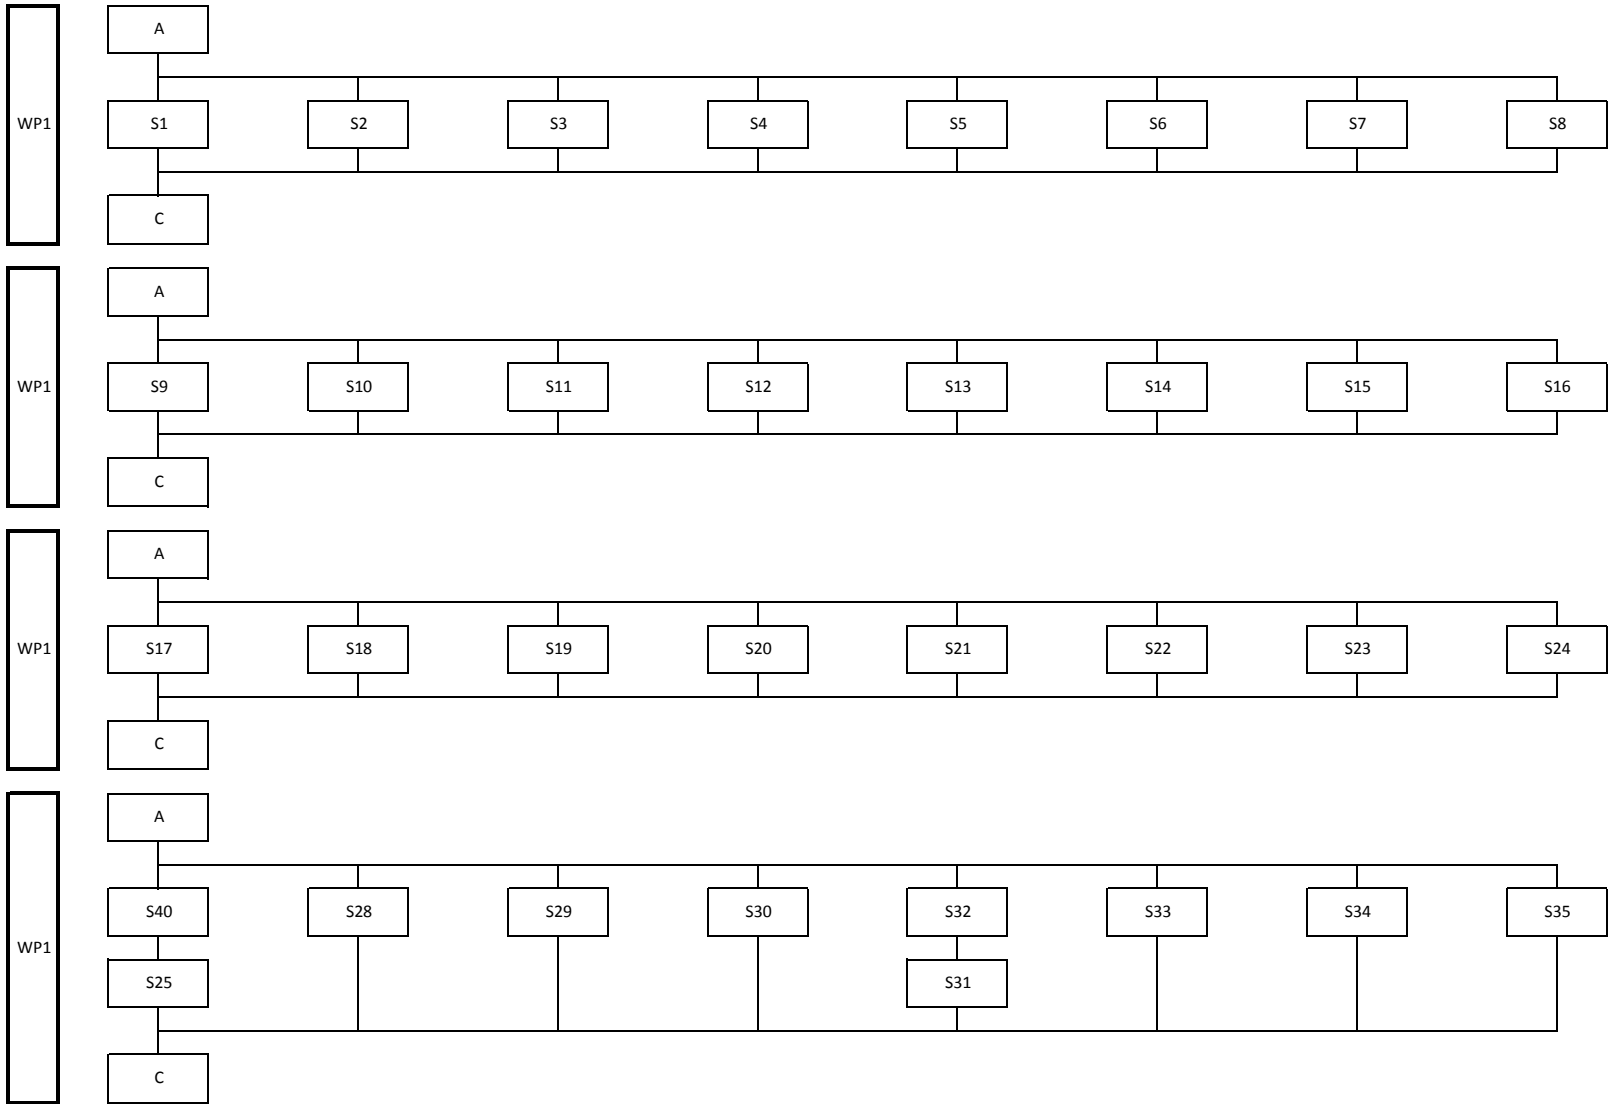 A
WP1
S1 S2 S3 S4 S5 S6 S7 S8
C
A
WP1
S9 S10 S11 S12 S13 S14 S15 S16
C
A
WP1
S17 S18 S19 S20 S21 S22 S23 S24
C
A
S40 S28 S29 S30 S32 S33 S34 S35
WP1
S25 S31
C